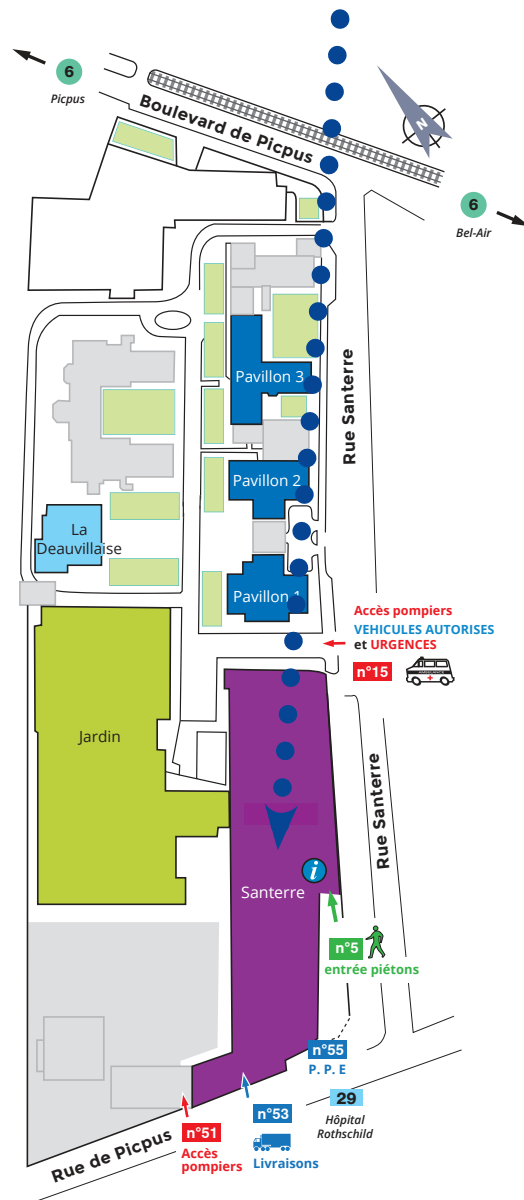 6
Picpus
Boulevard de Picpus
N
6
Bel-Air
Rue Santerre
Pavillon 3
Pavillon 2
La
Deauvillaise
Pavillon 1
Accès pompiers
VEHICULES AUTORISES
et URGENCES
n°15
Jardin
Rue Santerre
i
Santerre
n°5
entrée piétons
n°55
P. P. E
29
Hôpital
Rothschild
n°53
Livraisons
n°51
Accès
pompiers
Rue de Picpus